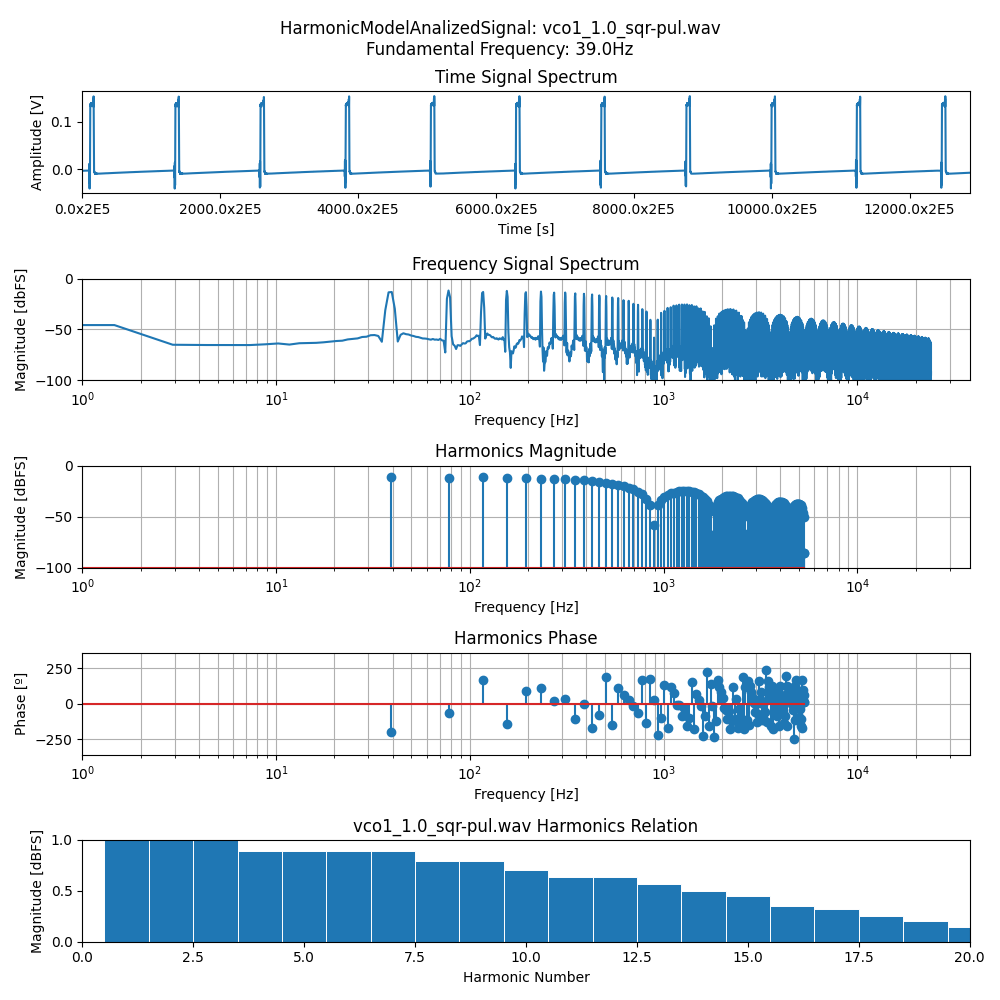 HarmonicModelAnalizedSignal: vco1_1.0_sqr-pul.wav
Fundamental Frequency: 39.0Hz
Time Signal Spectrum
Amplitude [V]
0.1
0.0
0.0x2E5 2000.0x2E5 4000.0x2E5 6000.0x2E5 8000.0x2E5 10000.0x2E5 12000.0x2E5
Time [s]
Frequency Signal Spectrum
Magnitude [dbFS]
0
−50
−100
10^0 10^1 10^2 10^3 10^4
Frequency [Hz]
Harmonics Magnitude
Magnitude [dBFS]
0
−50
−100
10^0 10^1 10^2 10^3 10^4
Frequency [Hz]
Harmonics Phase
Phase [º]
250
0
−250
10^0 10^1 10^2 10^3 10^4
Frequency [Hz]
vco1_1.0_sqr-pul.wav Harmonics Relation
Magnitude [dBFS]
1.0
0.5
0.0
0.0 2.5 5.0 7.5 10.0 12.5 15.0 17.5 20.0
Harmonic Number